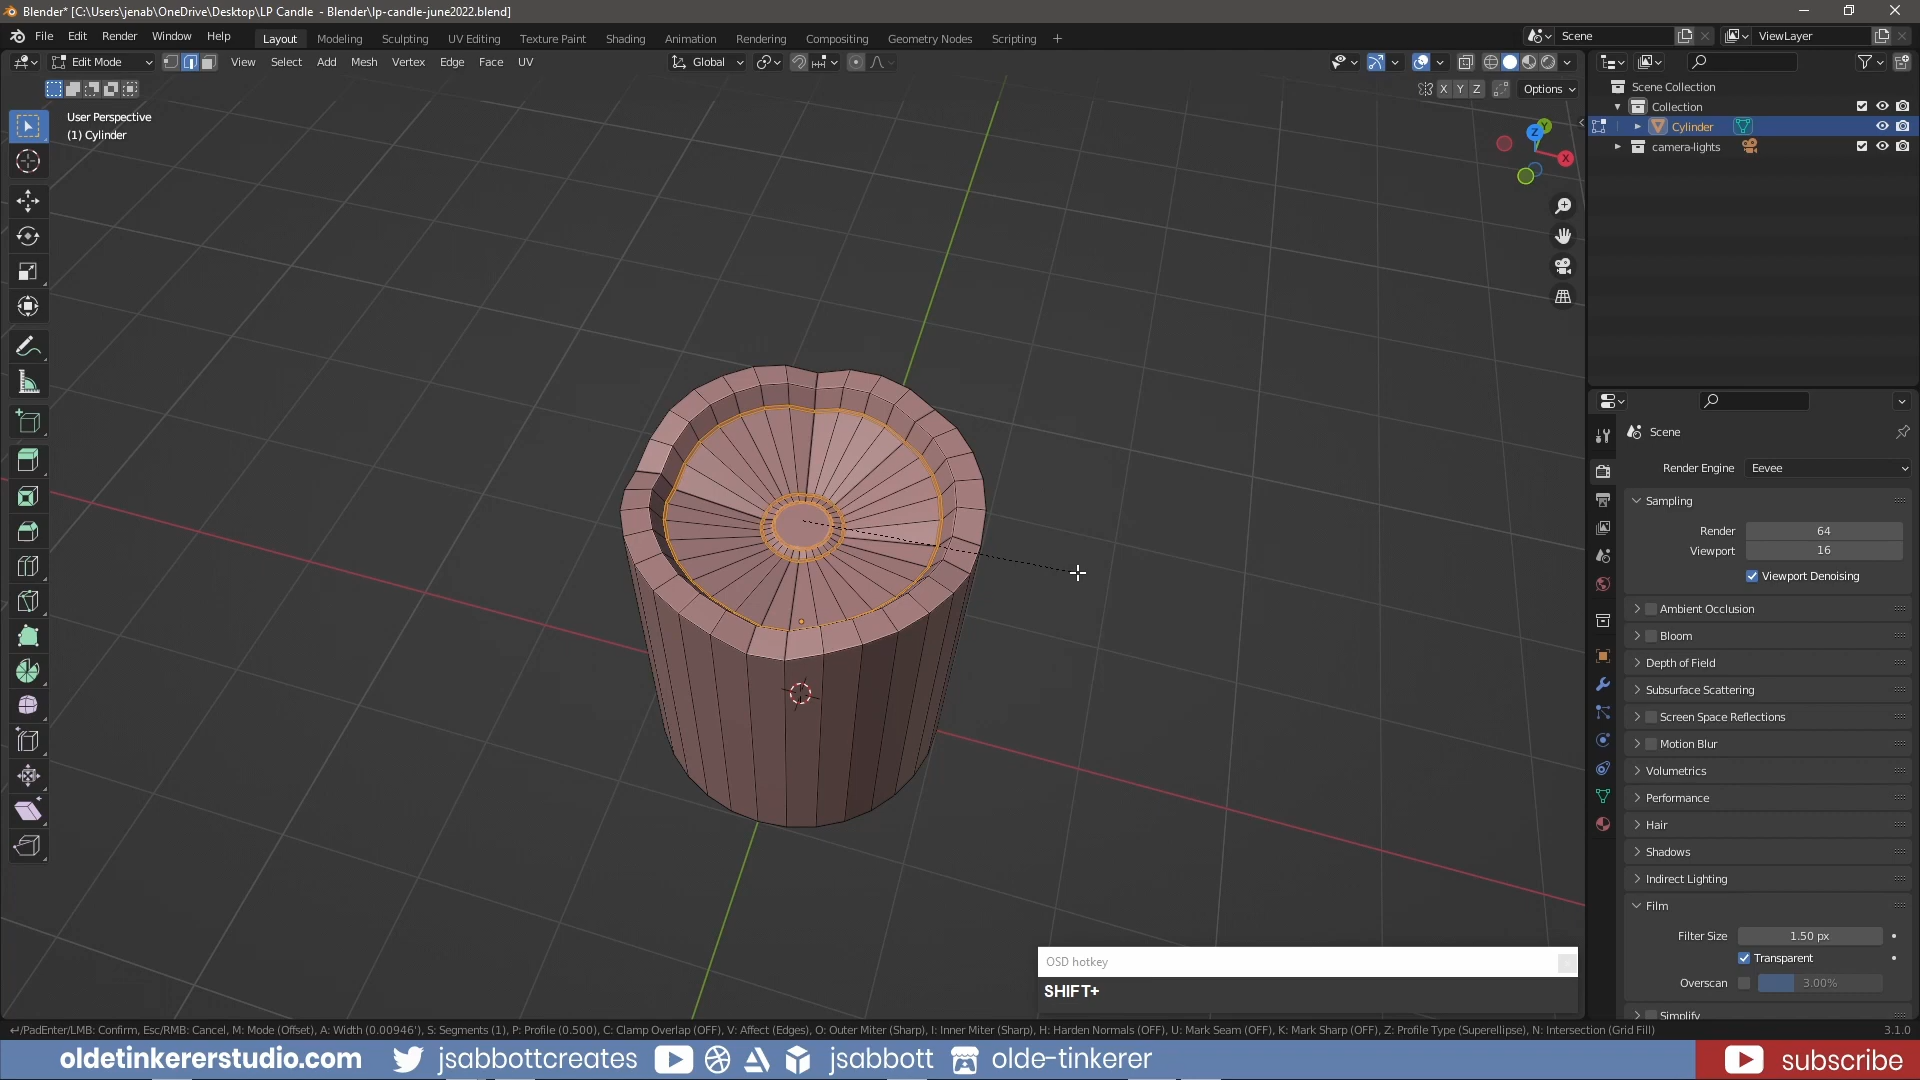 Blender* [C:\Users\jenab\OneDrive\Desktop\LP Candle - Blender\lp-candle-june2022.blend]
File Edit Render Window Help Layout Modeling Sculpting UV Editing Texture Paint Shading Animation Rendering Compositing Geometry Nodes Scripting + Scene ViewLayer
Edit Mode View Select Add Mesh Vertex Edge Face UV Global
X Y Z Options
User Perspective
(1) Cylinder
Z Y X
Scene Collection
Collection
Cylinder
camera-lights
Scene
Render Engine Eevee
Sampling
Render 64
Viewport 16
Viewport Denoising
Ambient Occlusion
Bloom
Depth of Field
Subsurface Scattering
Screen Space Reflections
Motion Blur
Volumetrics
Performance
Hair
Shadows
Indirect Lighting
Film
Filter Size 1.50 px
Transparent
Overscan 3.00%
Simplify
OSD hotkey
SHIFT+
↵/PadEnter/LMB: Confirm, Esc/RMB: Cancel, M: Mode (Offset), A: Width (0.00946'), S: Segments (1), P: Profile (0.500), C: Clamp Overlap (OFF), V: Affect (Edges), O: Outer Miter (Sharp), I: Inner Miter (Sharp), H: Harden Normals (OFF), U: Mark Seam (OFF), K: Mark Sharp (OFF), Z: Profile Type (Superellipse), N: Intersection (Grid Fill) 3.1.0
oldetinkererstudio.com jsabbottcreates jsabbott olde-tinkerer subscribe